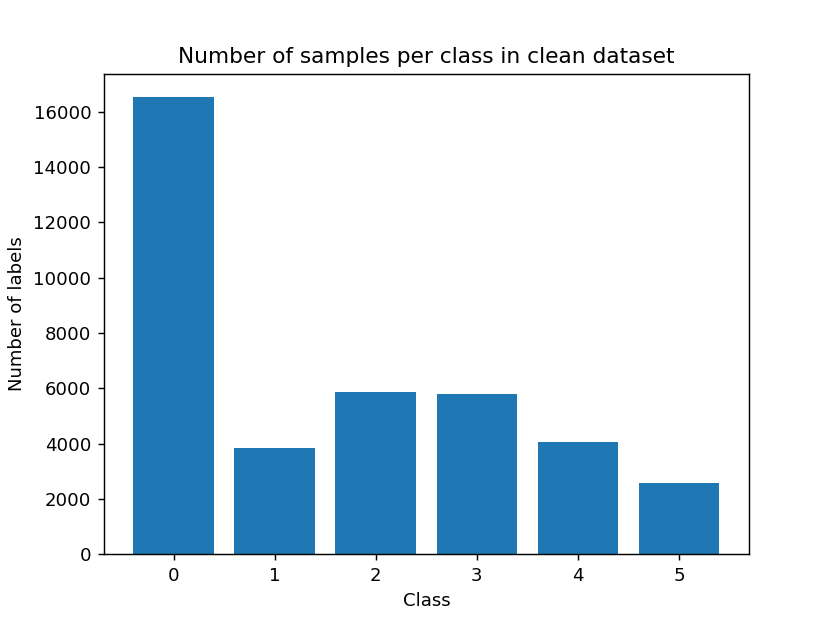 Number of samples per class in clean dataset
Number of labels
16000
14000
12000
10000
8000
6000
4000
2000
0
0 1 2 3 4 5
Class